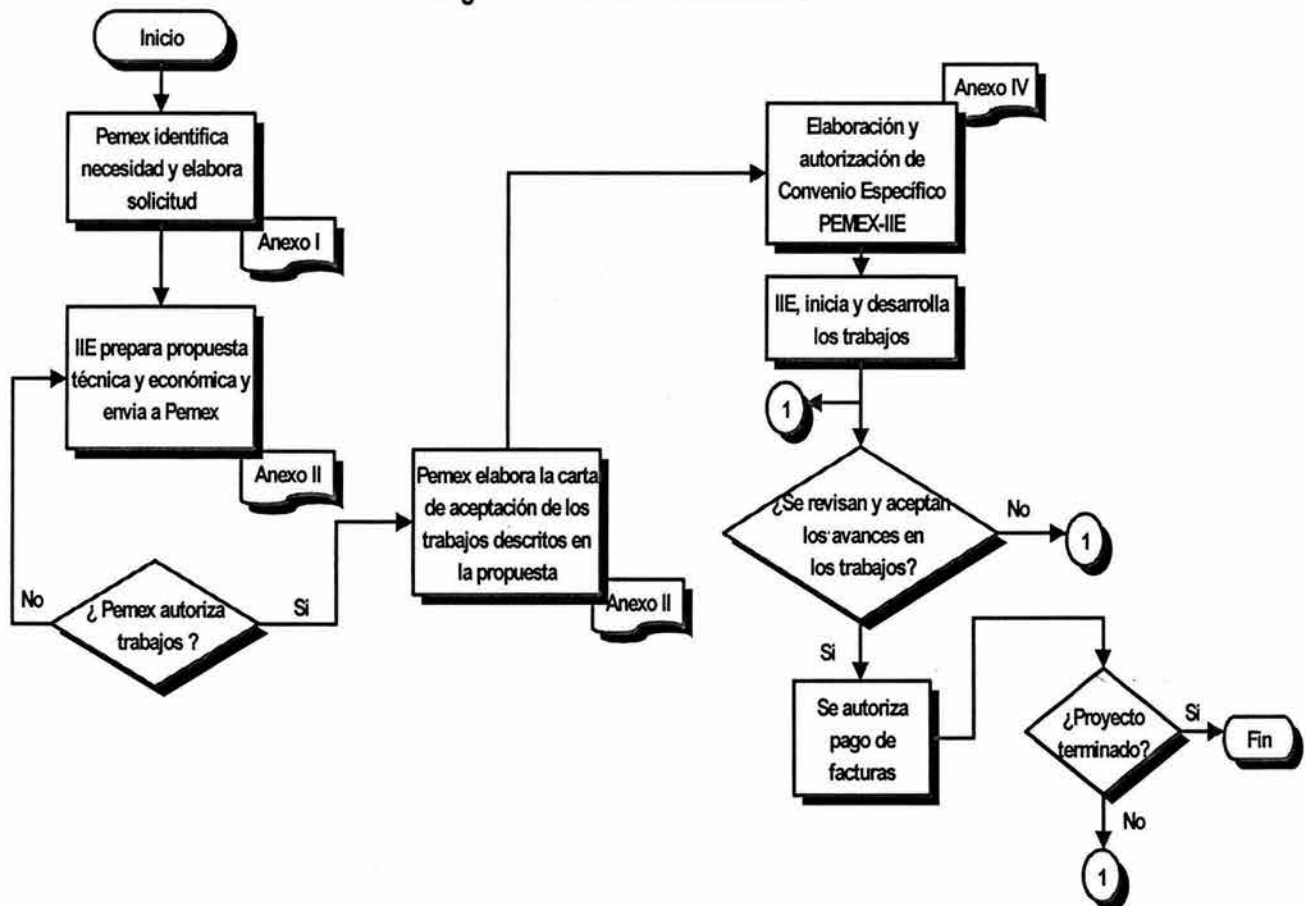 Inicio
Pemex identifica
necesidad y elabora
solicitud
Anexo I
IIE prepara propuesta
técnica y económica y
envia a Pemex
Anexo II
No
¿ Pemex autoriza
trabajos ?
Si
Pemex elabora la carta
de aceptación de los
trabajos descritos en
la propuesta
Anexo II
Anexo IV
Elaboración y
autorización de
Convenio Específico
PEMEX-IIE
IIE, inicia y desarrolla
los trabajos
1
¿Se revisan y aceptan
los avances en
los trabajos?
No
1
Si
Se autoriza
pago de
facturas
¿Proyecto
terminado?
Si
Fin
No
1